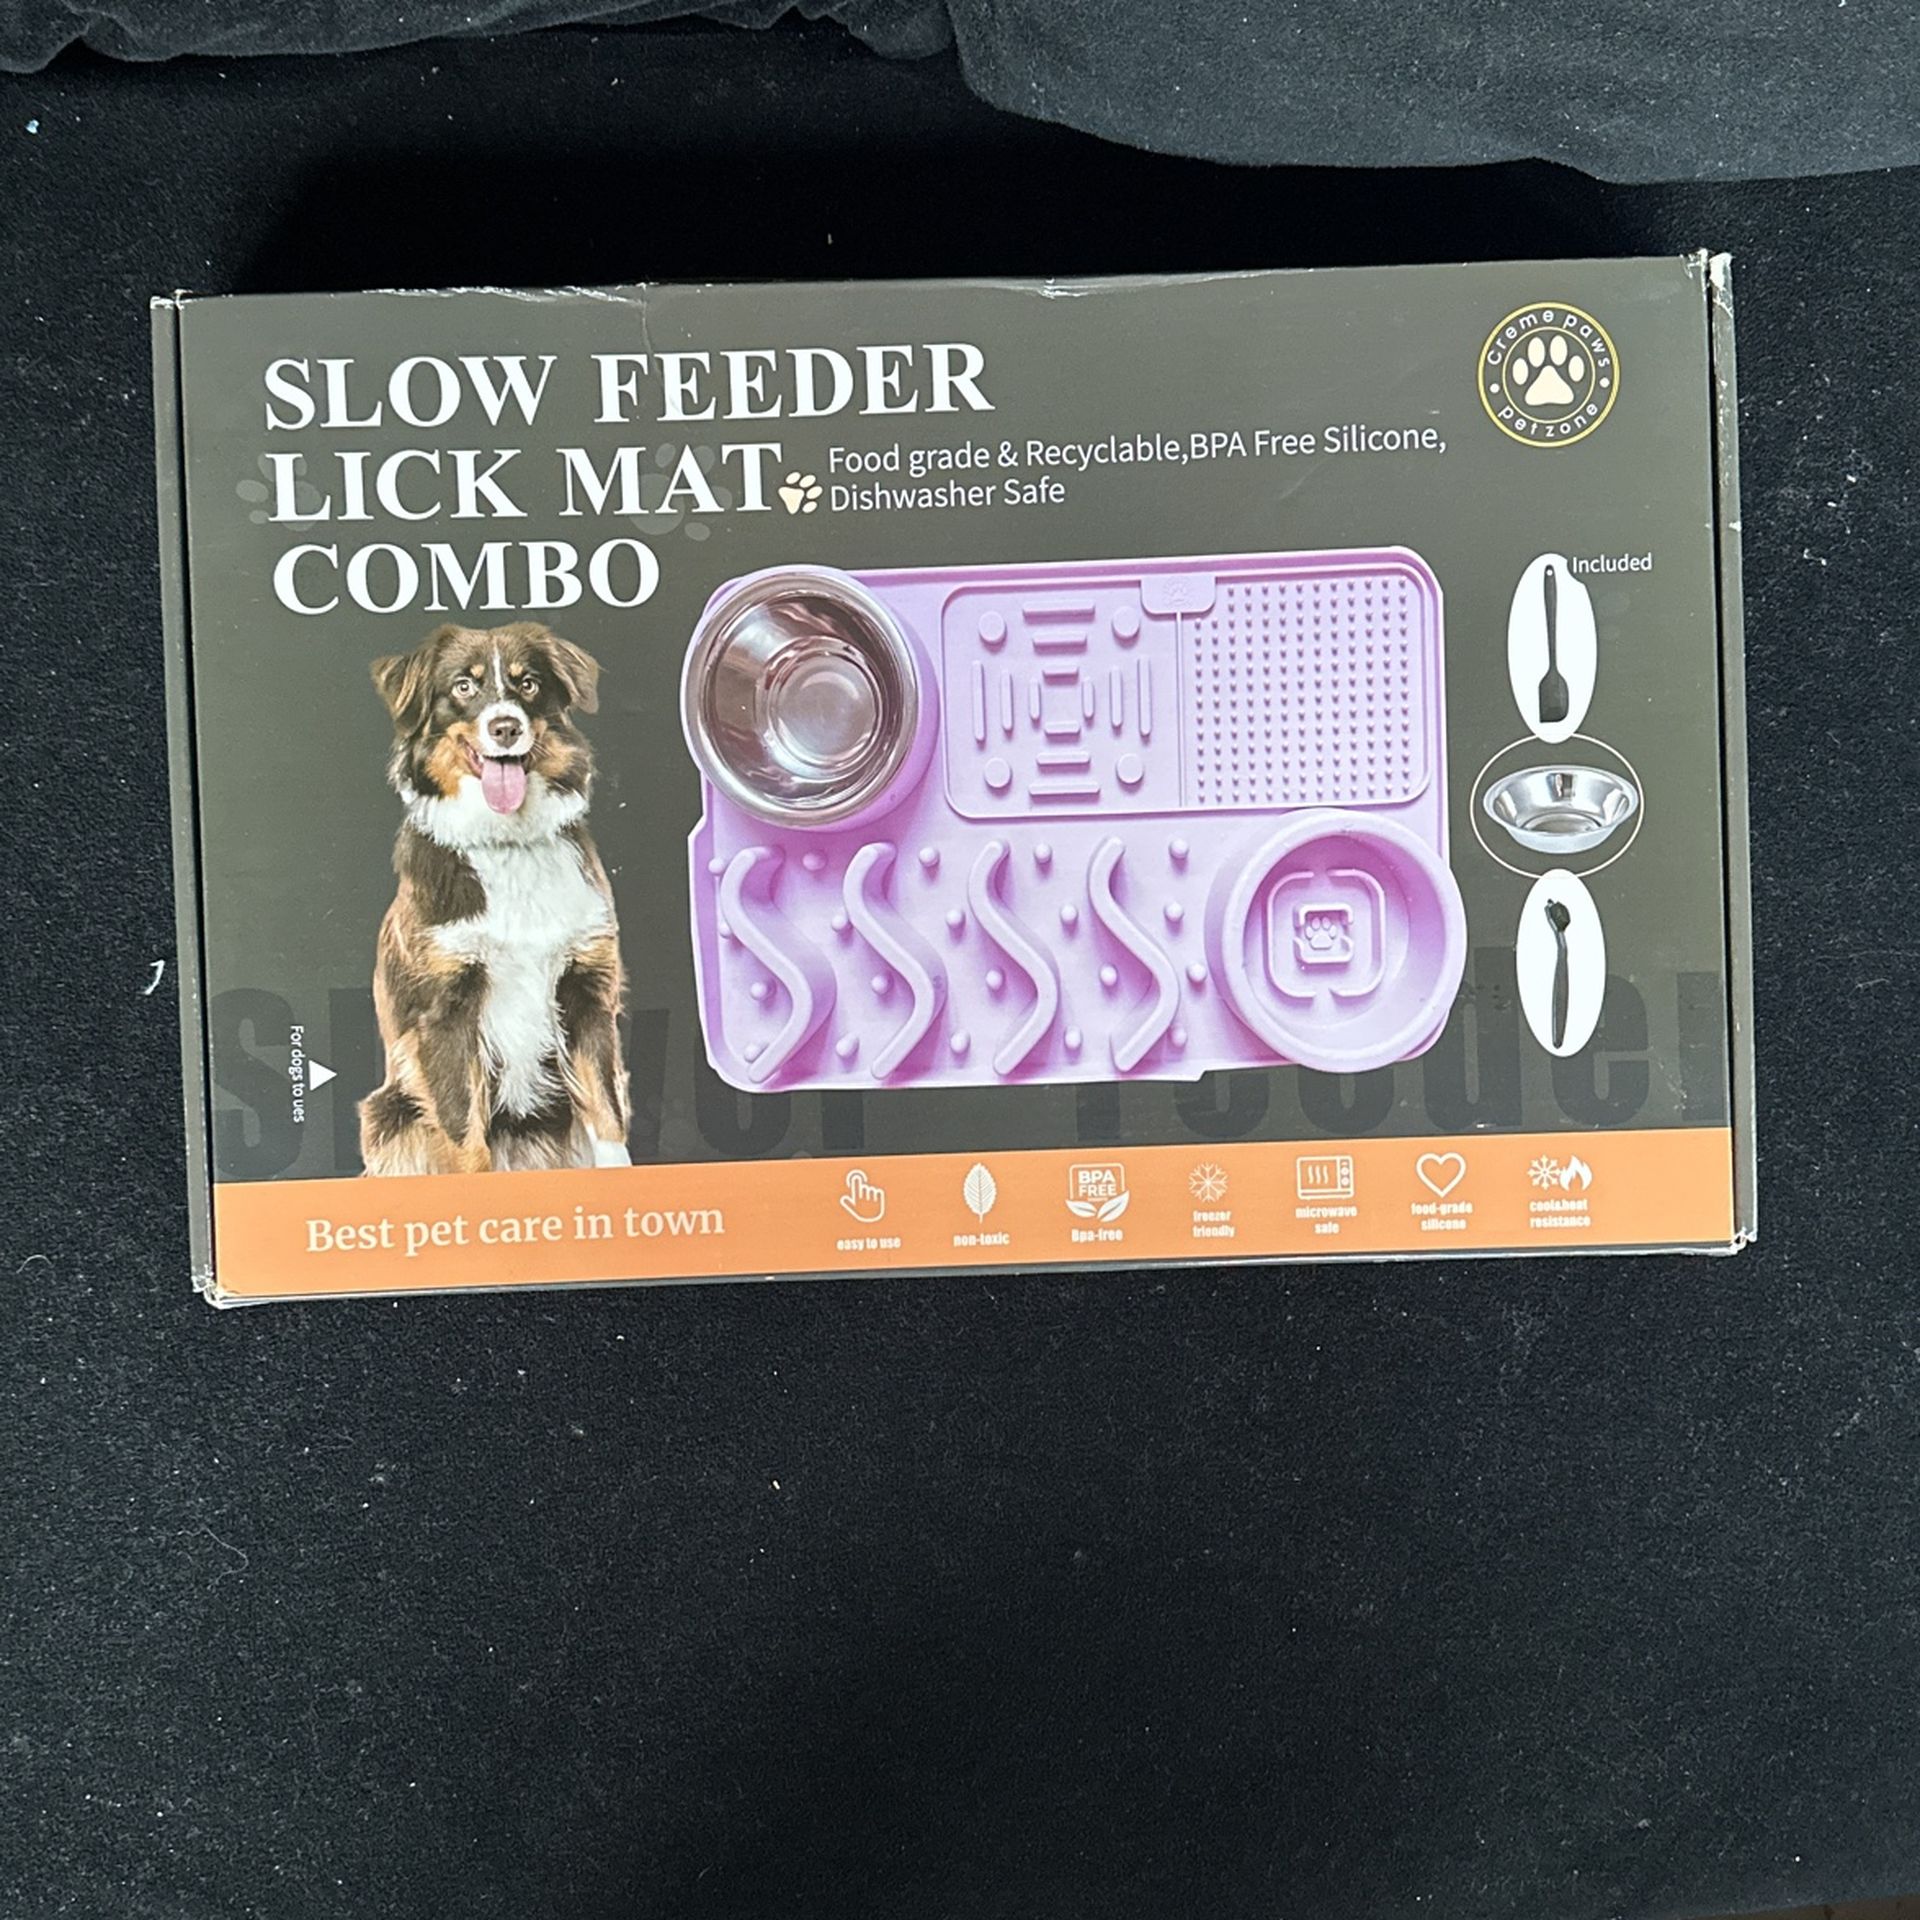 SLOW FEEDER
LICK MAT
COMBO
Food grade & Recyclable,BPA Free Silicone,
Dishwasher Safe
Creme paws
petzone
Included
For dogs to ues
Best pet care in town
easy to use
non-toxic
BPA
FREE
Bpa-free
freezer
friendly
microwave
safe
food-grade
silicone
cool&heat
resistance